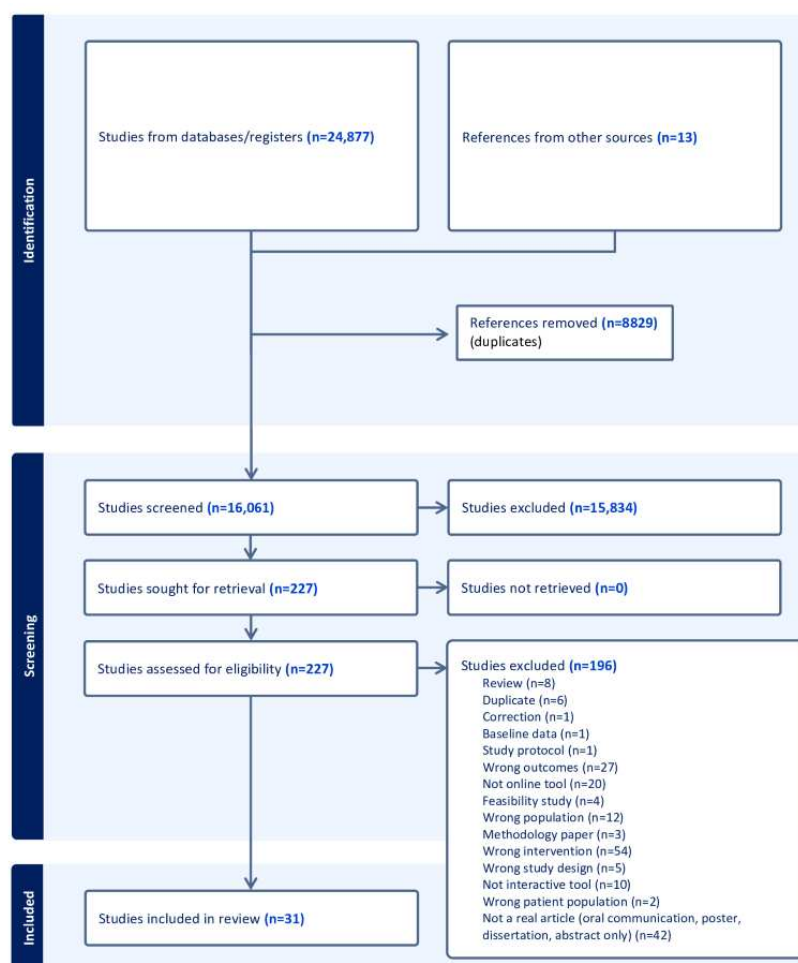 Identification
Studies from databases/registers (n=24,877)
References from other sources (n=13)
References removed (n=8829)
(duplicates)
Screening
Studies screened (n=16,061)
Studies excluded (n=15,834)
Studies sought for retrieval (n=227)
Studies not retrieved (n=0)
Studies assessed for eligibility (n=227)
Studies excluded (n=196)
Review (n=8)
Duplicate (n=6)
Correction (n=1)
Baseline data (n=1)
Study protocol (n=1)
Wrong outcomes (n=27)
Not online tool (n=20)
Feasibility study (n=4)
Wrong population (n=12)
Methodology paper (n=3)
Wrong intervention (n=54)
Wrong study design (n=5)
Not interactive tool (n=10)
Wrong patient population (n=2)
Not a real article (oral communication, poster,
dissertation, abstract only) (n=42)
Included
Studies included in review (n=31)